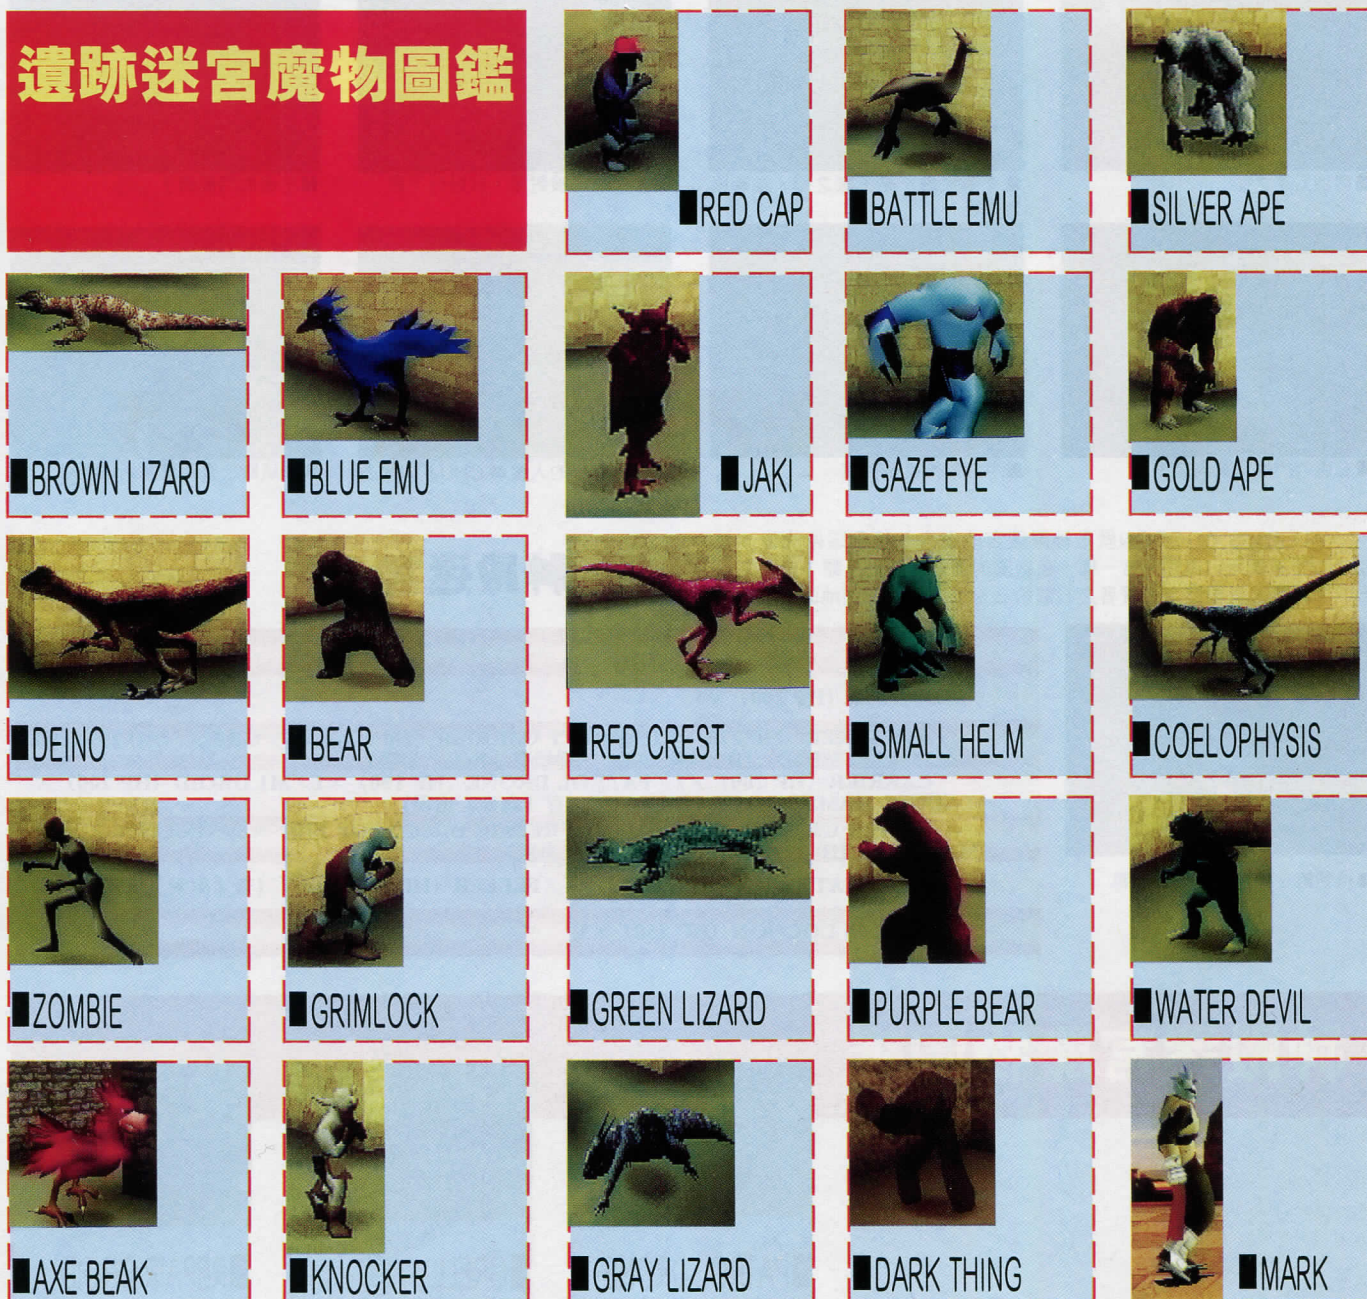 遺跡迷宮魔物圖鑑
■RED CAP
■BATTLE EMU
■SILVER APE
■BROWN LIZARD
■BLUE EMU
■JAKI
■GAZE EYE
■GOLD APE
■DEINO
■BEAR
■RED CREST
■SMALL HELM
■COELOPHYSIS
■ZOMBIE
■GRIMLOCK
■GREEN LIZARD
■PURPLE BEAR
■WATER DEVIL
■AXE BEAK
■KNOCKER
■GRAY LIZARD
■DARK THING
■MARK